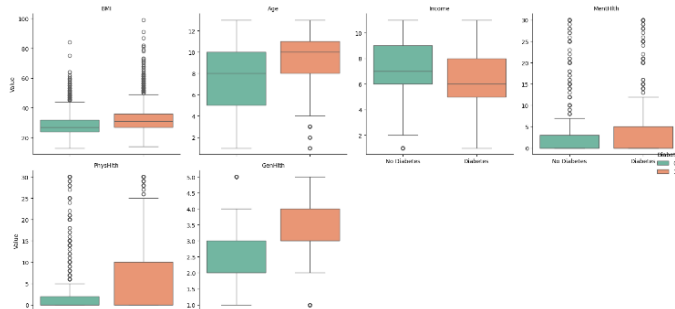 BMI
Age
Income
MentHlth
Value
80
60
40
20
12
10
8
6
4
2
10
8
6
4
2
30
25
20
15
10
5
0
No Diabetes
Diabetes
No Diabetes
Diabetes
Diabetes
PhysHlth
GenHlth
Value
30
25
20
15
10
5
0
5.0
4.5
4.0
3.5
3.0
2.5
2.0
1.5
1.0